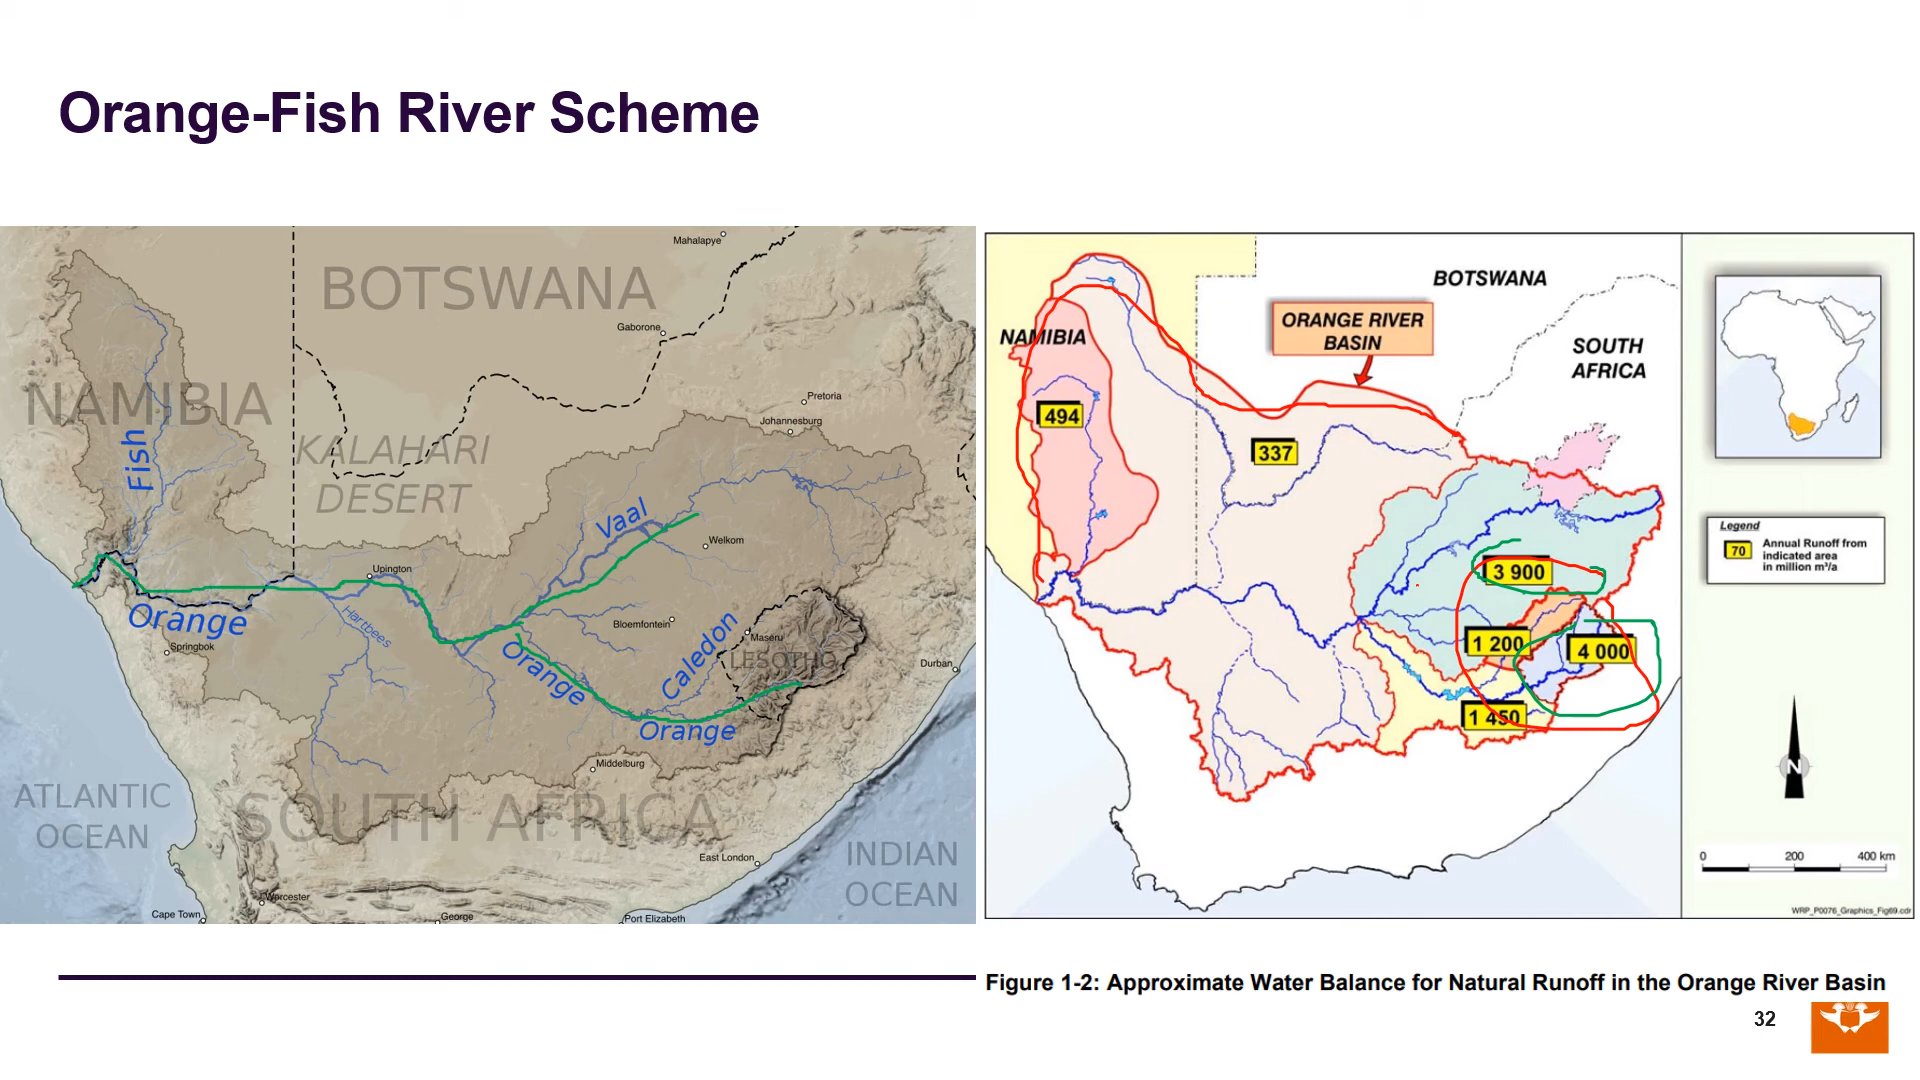 Orange-Fish River Scheme
Mahalapye
BOTSWANA
Gaborone
NAMIBIA
Pretoria
Johannesburg
KALAHARI
DESERT
Fish
Vaal
Welkom
Upington
Orange
Hartbees
Bloemfontein
Caledon
Maseru
LESOTHO
Springbok
Durban
Orange
Orange
Middelburg
ATLANTIC
OCEAN
SOUTH AFRICA
East London
INDIAN
OCEAN
Worcester
Cape Town
George
Port Elizabeth
BOTSWANA
ORANGE RIVER
BASIN
NAMIBIA
SOUTH
AFRICA
494
337
3 900
1 200
4 000
1 450
Legend
70
Annual Runoff from
indicated area
in million m³/a
N
0 200 400 km
WRP_P0076_Graphics_Fig69.cdr
Figure 1-2: Approximate Water Balance for Natural Runoff in the Orange River Basin
32